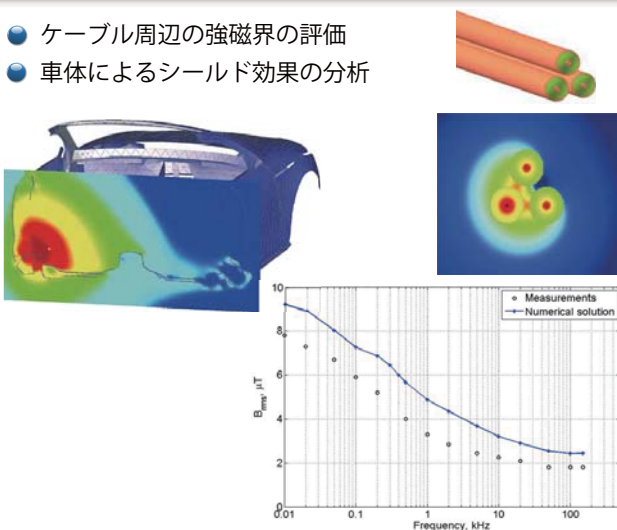 ケーブル周辺の強磁界の評価
車体によるシールド効果の分析
10
8
6
4
2
0
Brms, μT
Measurements
Numerical solution
0.01
0.1
1
10
100
Frequency, kHz